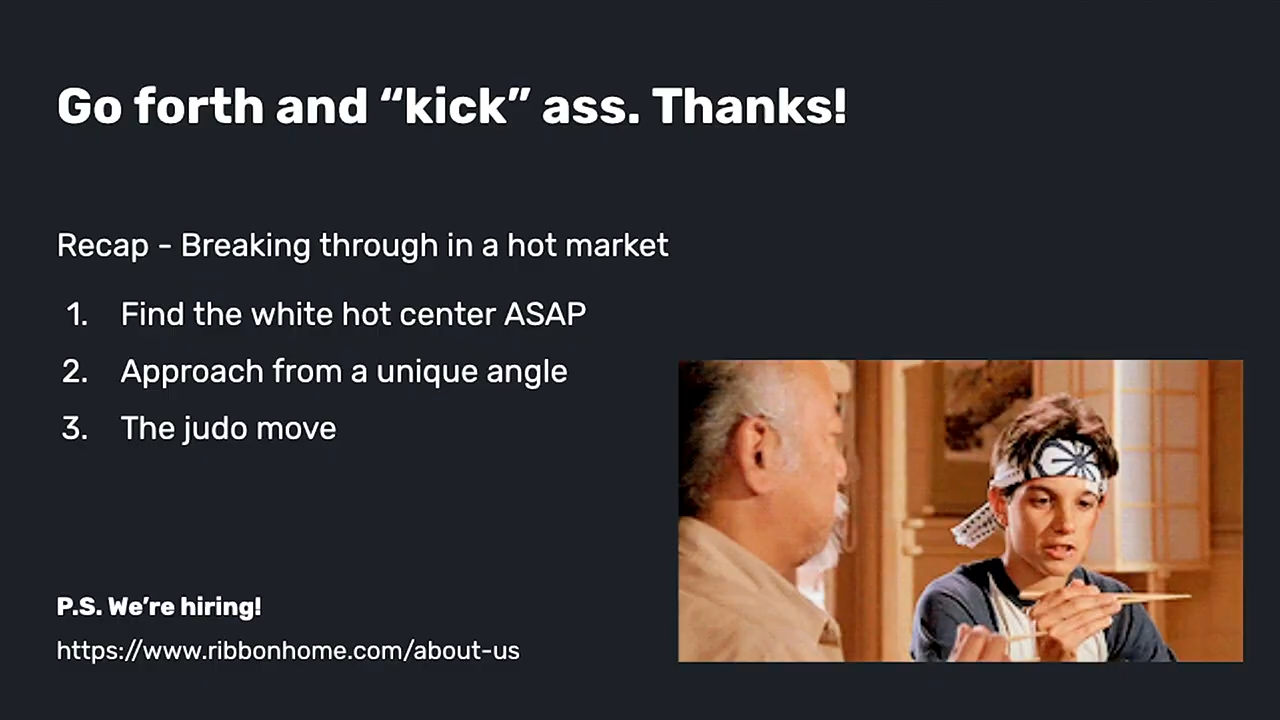 Go forth and “kick” ass. Thanks!
Recap - Breaking through in a hot market
1. Find the white hot center ASAP
2. Approach from a unique angle
3. The judo move
P.S. We’re hiring!
https://www.ribbonhome.com/about-us